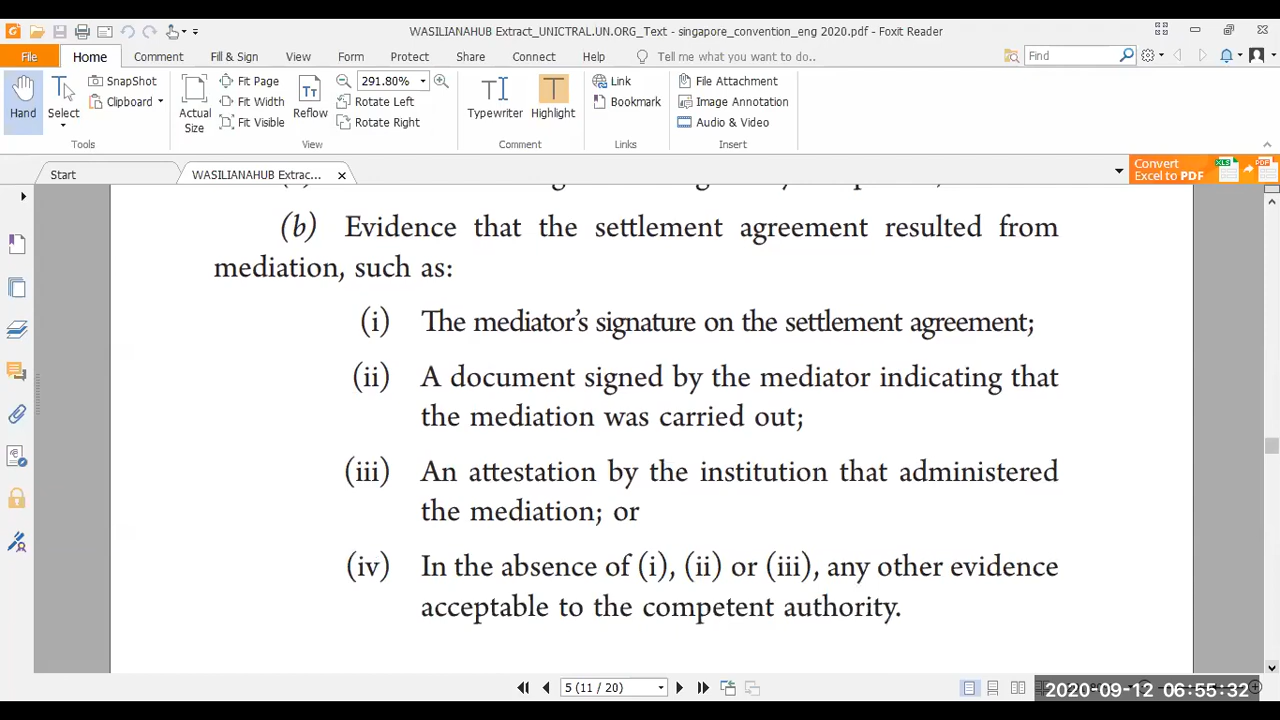 WASILIANAHUB Extract_UNICTRAL.UN.ORG_Text - singapore_convention_eng 2020.pdf - Foxit Reader
File Home Comment Fill & Sign View Form Protect Share Connect Help Tell me what you want to do.. Find
SnapShot Fit Page 291.80% Link File Attachment
Clipboard Fit Width Rotate Left Bookmark Image Annotation
Hand Select Actual Size Fit Visible Reflow Rotate Right Typewriter Highlight Audio & Video
Tools View Comment Links Insert
Start WASILIANAHUB Extrac... Convert
Excel to PDF
(b) Evidence that the settlement agreement resulted from
mediation, such as:
(i) The mediator's signature on the settlement agreement;
(ii) A document signed by the mediator indicating that
the mediation was carried out;
(iii) An attestation by the institution that administered
the mediation; or
(iv) In the absence of (i), (ii) or (iii), any other evidence
acceptable to the competent authority.
5 (11 / 20)
2020-09-12 06:55:32